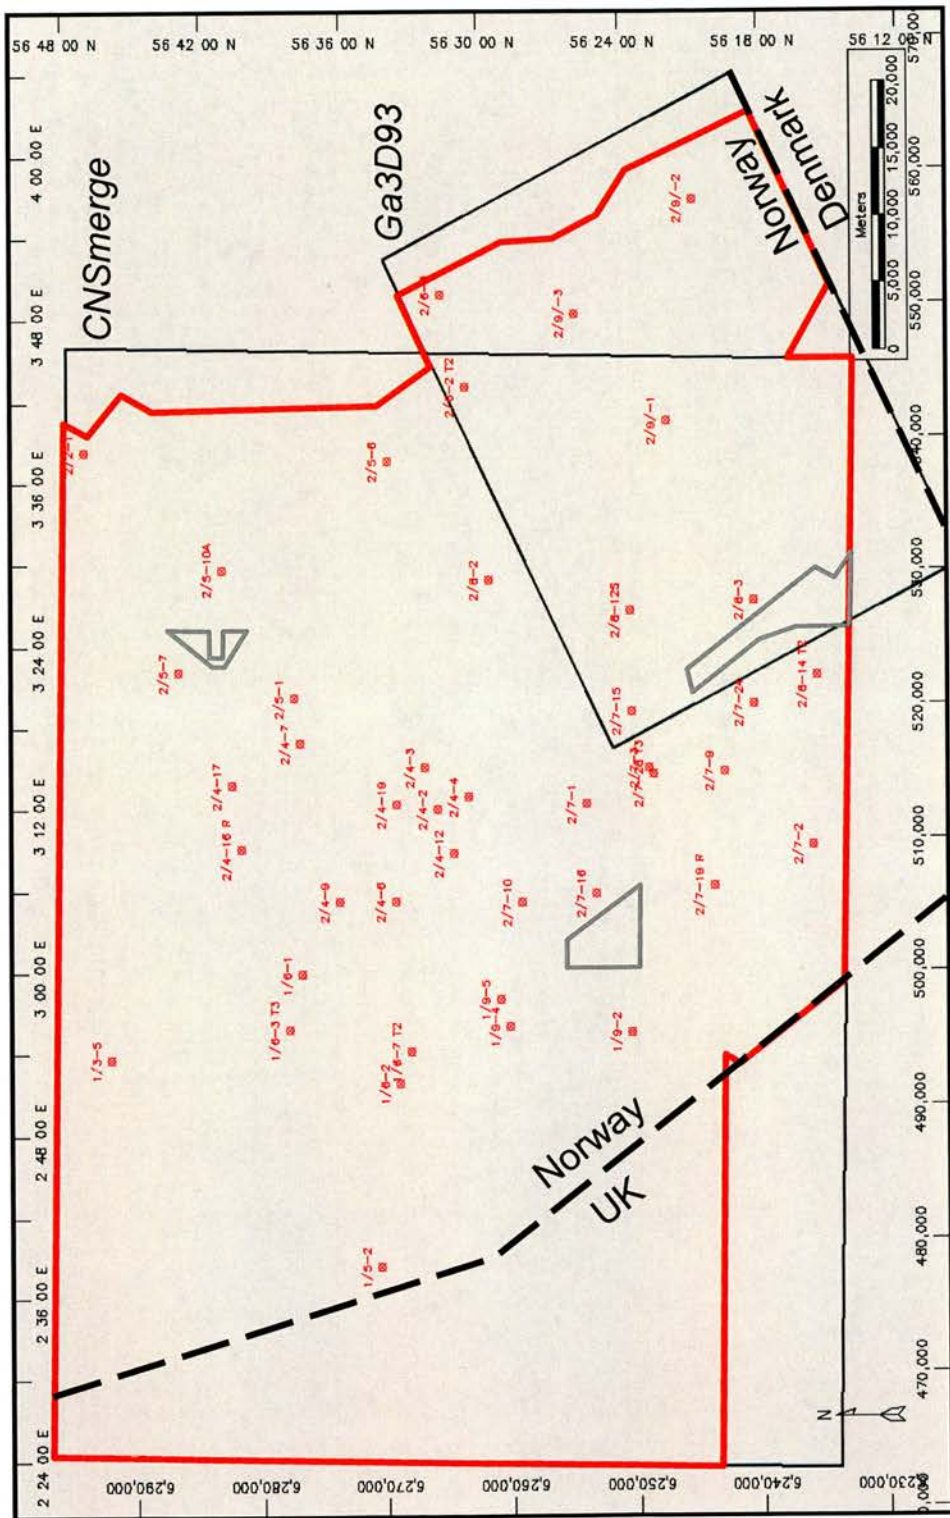 2 24 00 E
2 36 00 E
2 48 00 E
3 00 00 E
3 12 00 E
3 24 00 E
3 36 00 E
3 48 00 E
4 00 00 E
56 48 00 N
56 42 00 N
56 36 00 N
56 30 00 N
56 24 00 N
56 18 00 N
56 12 00 N
CNSmerge
Ga3D93
2/2-1
1/3-5
2/5-7
2/5-10A
2/4-16 R
2/4-17
1/6-3 T3
1/6-1
2/4-7
2/5-1
2/4-9
1/5-2
1/6-2
1/6-7 T2
2/4-6
2/4-19
2/5-6
2/4-3
2/4-2
2/4-12
2/4-4
2/6-2 T2
2/8-2
1/9-5
1/9-4
2/7-10
2/9/-3
2/7-16
2/7-1
1/9-2
2/7-15
2/8-12S
2/9/-1
2/9/-2
2/7-19 R
2/7-9
2/7-24
2/8-3
2/7-2
2/8-14 T2
Norway
UK
Norway
Denmark
N
Meters
0
5,000
10,000
15,000
20,000
6,290,000
6,280,000
6,270,000
6,260,000
6,250,000
6,240,000
6,230,000
470,000
480,000
490,000
500,000
510,000
520,000
530,000
540,000
550,000
560,000
570,000